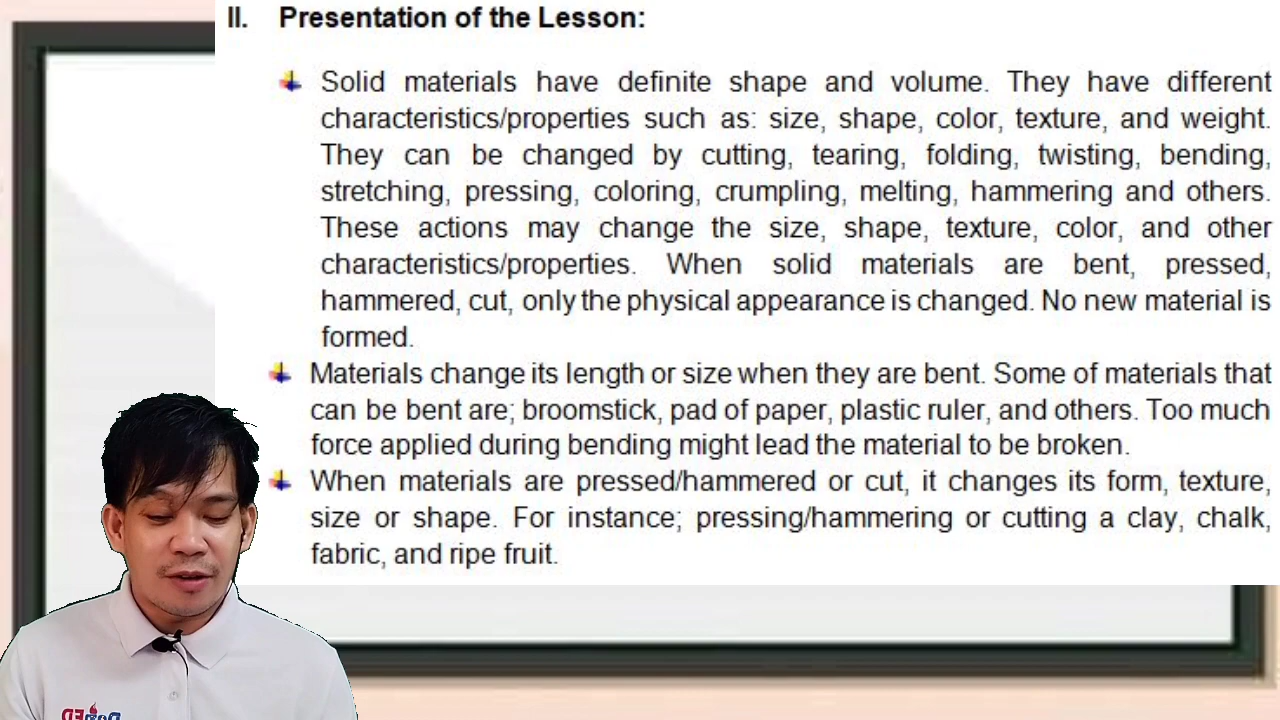 II. Presentation of the Lesson:
Solid materials have definite shape and volume. They have different
characteristics/properties such as: size, shape, color, texture, and weight.
They can be changed by cutting, tearing, folding, twisting, bending,
stretching, pressing, coloring, crumpling, melting, hammering and others.
These actions may change the size, shape, texture, color, and other
characteristics/properties. When solid materials are bent, pressed,
hammered, cut, only the physical appearance is changed. No new material is
formed.
Materials change its length or size when they are bent. Some of materials that
can be bent are; broomstick, pad of paper, plastic ruler, and others. Too much
force applied during bending might lead the material to be broken.
When materials are pressed/hammered or cut, it changes its form, texture,
size or shape. For instance; pressing/hammering or cutting a clay, chalk,
fabric, and ripe fruit.
DepED